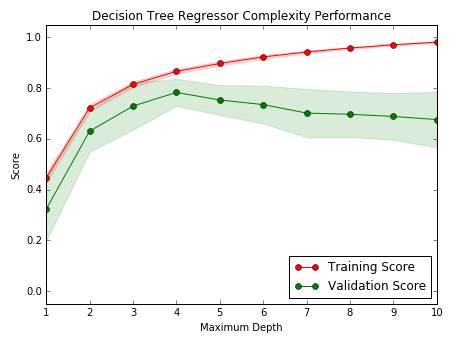 Decision Tree Regressor Complexity Performance
1.0
0.8
0.6
0.4
0.2
0.0
Score
1 2 3 4 5 6 7 8 9 10
Maximum Depth
Training Score
Validation Score